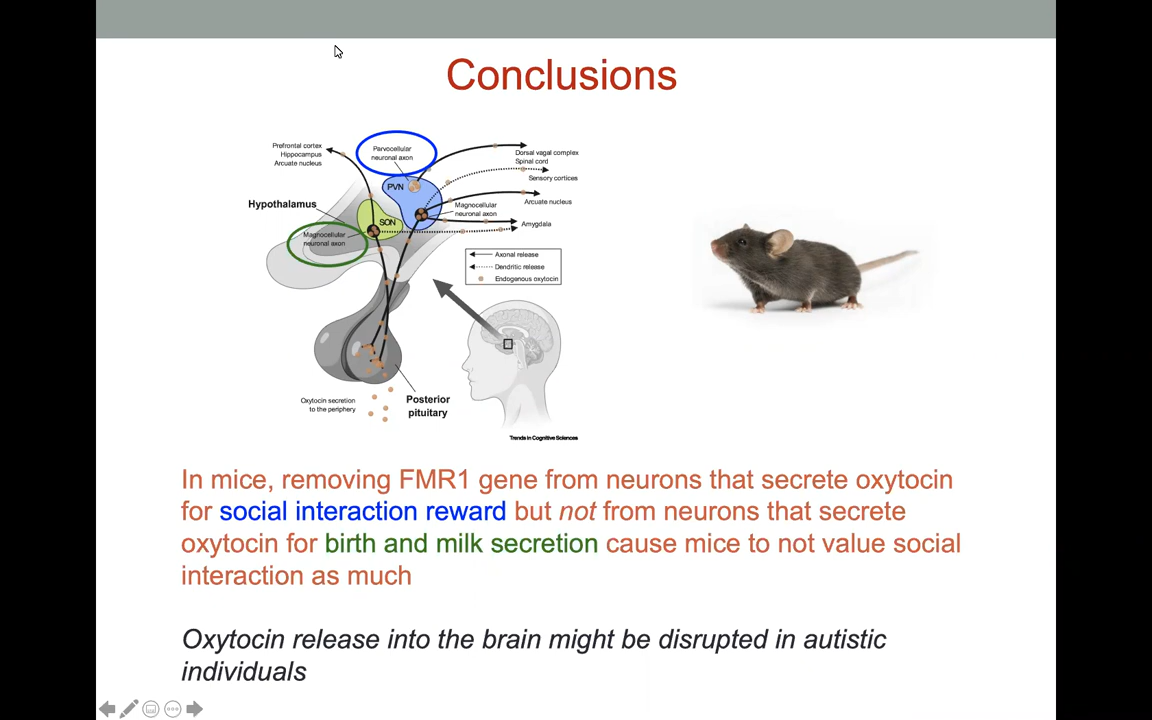 Conclusions
Prefrontal cortex
Hippocampus
Arcuate nucleus
Parvocellular
neuronal axon
Dorsal vagal complex
Spinal cord
Sensory cortices
PVN
Arcuate nucleus
Hypothalamus
Magnocellular
neuronal axon
SON
Amygdala
Magnocellular
neuronal axon
Axonal release
Dendritic release
Endogenous oxytocin
Oxytocin secretion
to the periphery
Posterior
pituitary
Trends in Cognitive Sciences
In mice, removing FMR1 gene from neurons that secrete oxytocin
for social interaction reward but not from neurons that secrete
oxytocin for birth and milk secretion cause mice to not value social
interaction as much
Oxytocin release into the brain might be disrupted in autistic
individuals